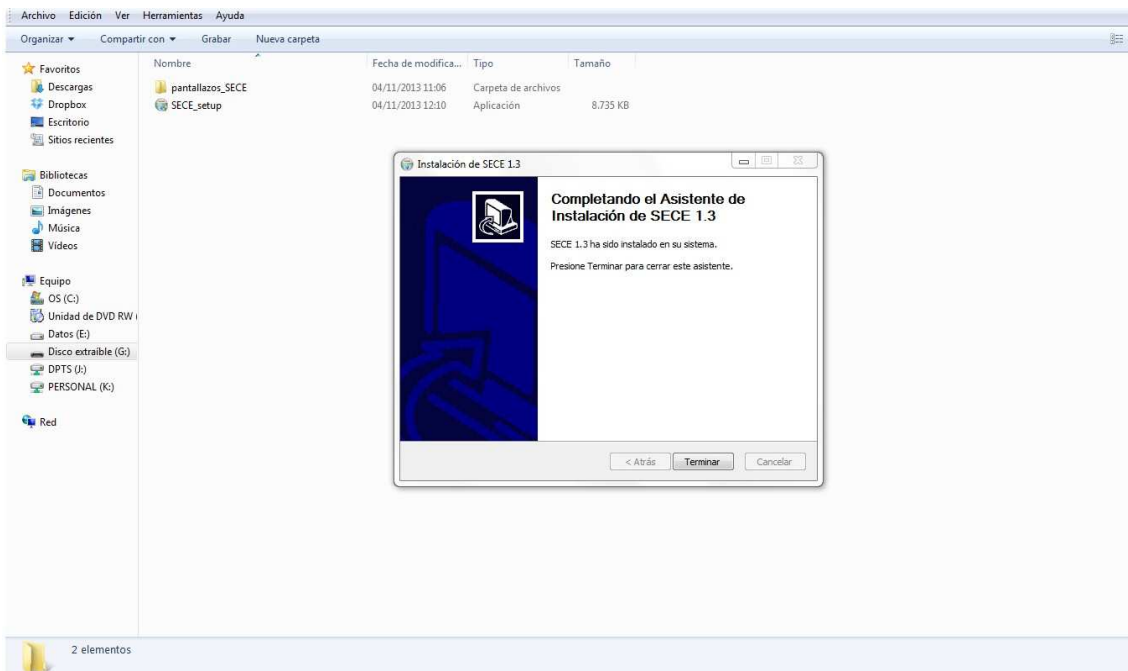 Archivo Edición Ver Herramientas Ayuda
Organizar Compartir con Grabar Nueva carpeta
Favoritos
Descargas
Dropbox
Escritorio
Sitios recientes
Bibliotecas
Documentos
Imágenes
Música
Vídeos
Equipo
OS (C:)
Unidad de DVD RW (
Datos (E:)
Disco extraíble (G:)
DPTS (J:)
PERSONAL (K:)
Red
Nombre Fecha de modifica... Tipo Tamaño
pantallazos_SECE 04/11/2013 11:06 Carpeta de archivos
SECE_setup 04/11/2013 12:10 Aplicación 8.735 KB
Instalación de SECE 1.3
Completando el Asistente de
Instalación de SECE 1.3
SECE 1.3 ha sido instalado en su sistema.
Presione Terminar para cerrar este asistente.
< Atrás Terminar Cancelar
2 elementos